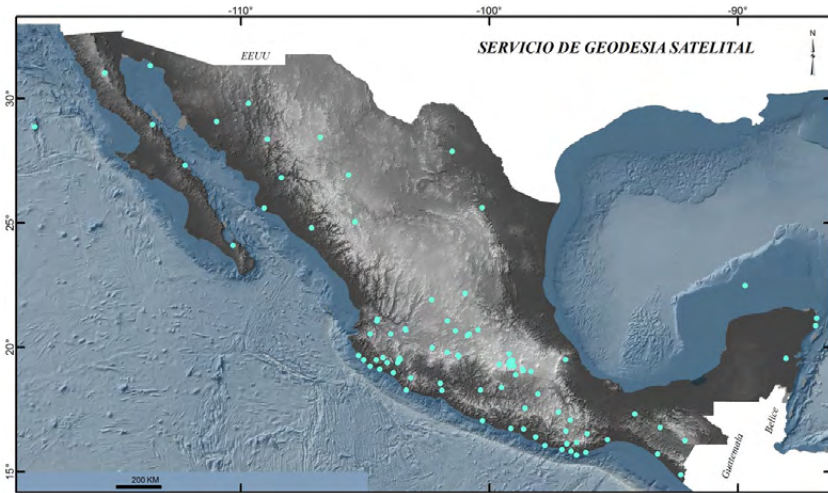 -110° -100° -90°
SERVICIO DE GEODESIA SATELITAL
N
EEUU
30°
25°
20°
15°
Belice
Guatemala
200 KM